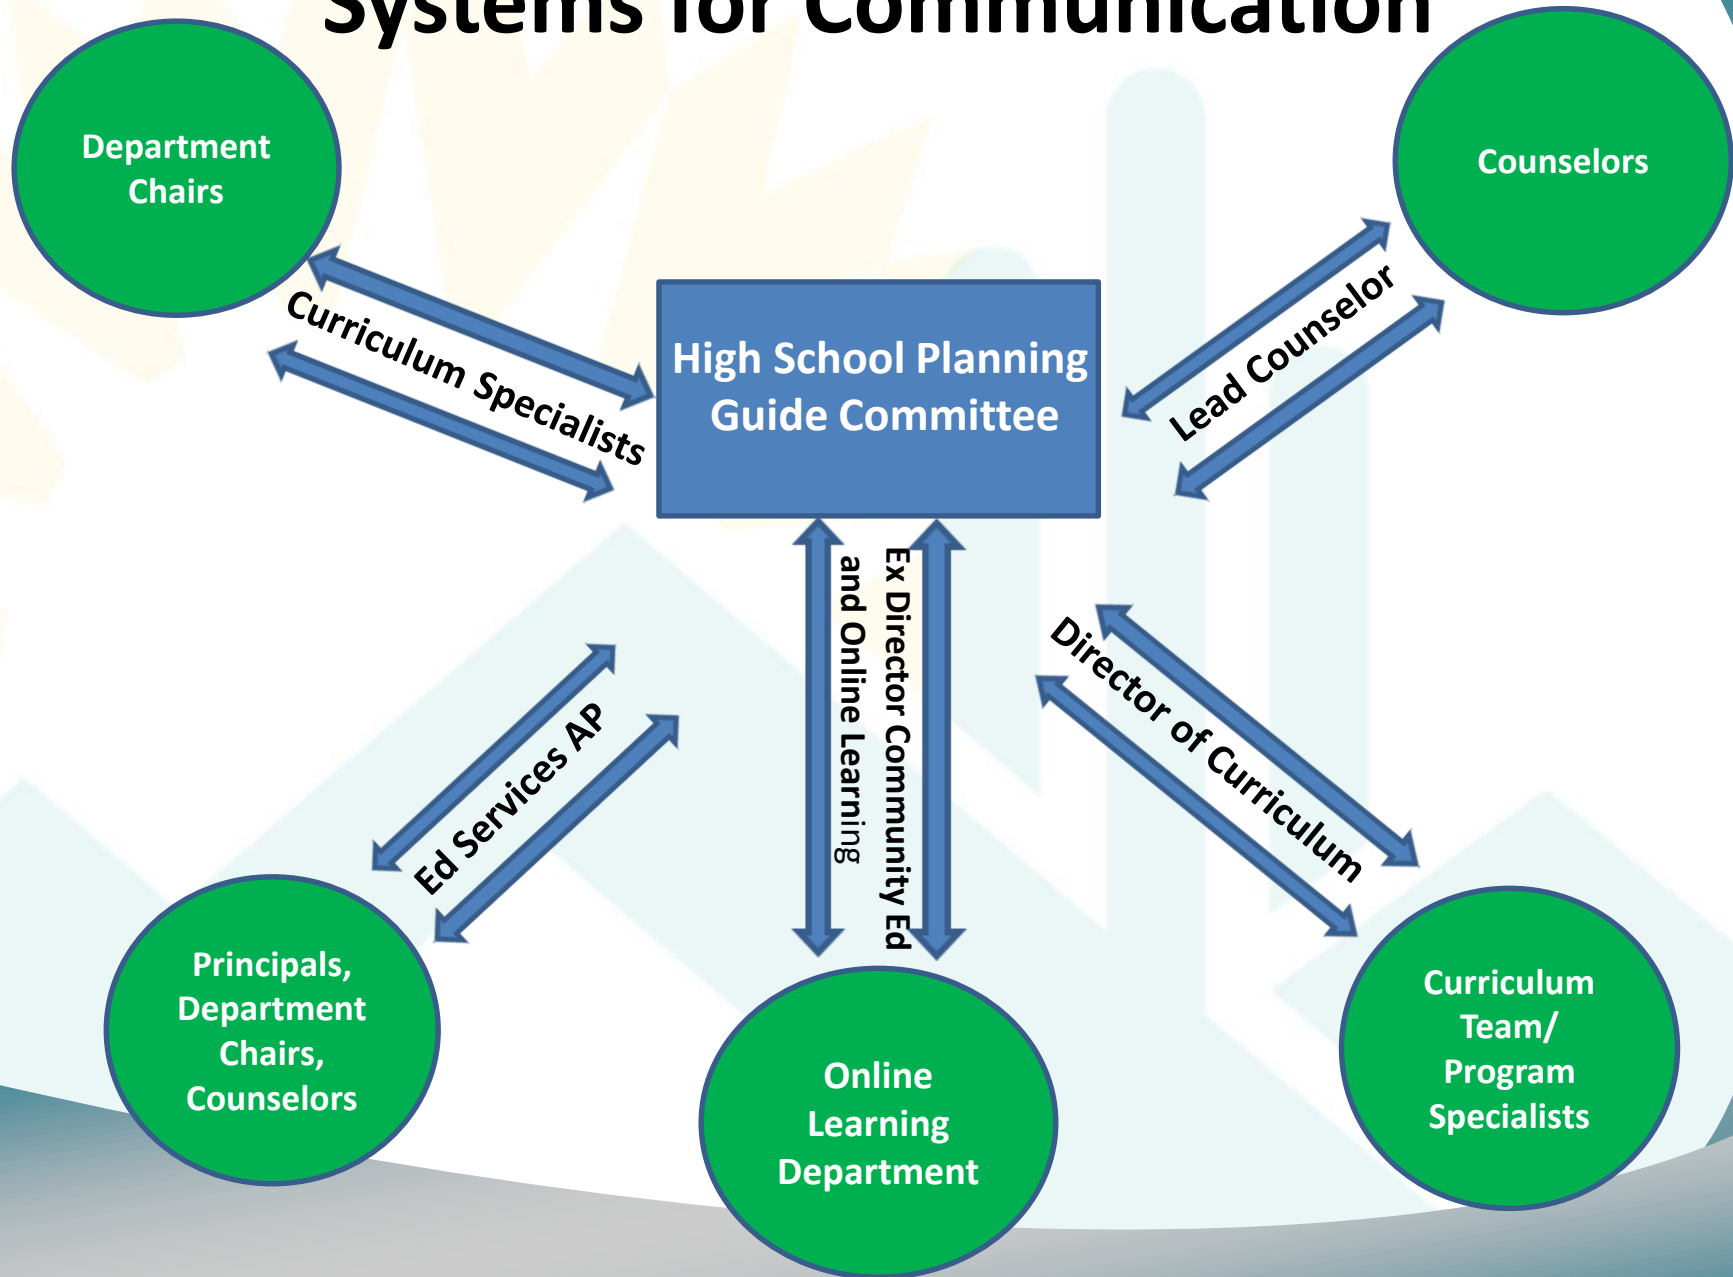 Systems for Communication
Department
Chairs
Counselors
Curriculum Specialists
High School Planning
Guide Committee
Lead Counselor
Ed Services AP
Ex Director Community Ed
and Online Learning
Director of Curriculum
Principals,
Department
Chairs,
Counselors
Online
Learning
Department
Curriculum
Team/
Program
Specialists